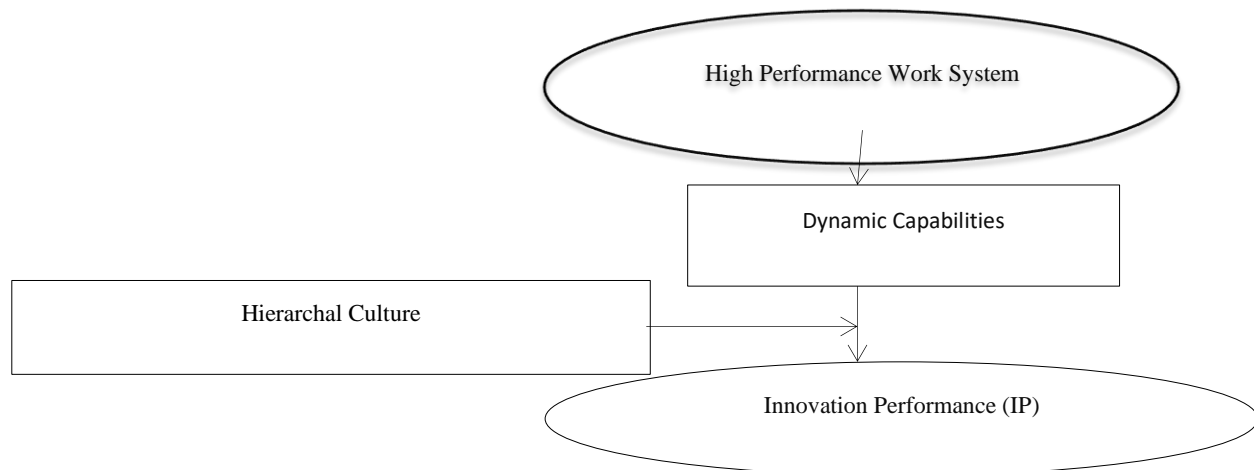 High Performance Work System
Dynamic Capabilities
Hierarchal Culture
Innovation Performance (IP)